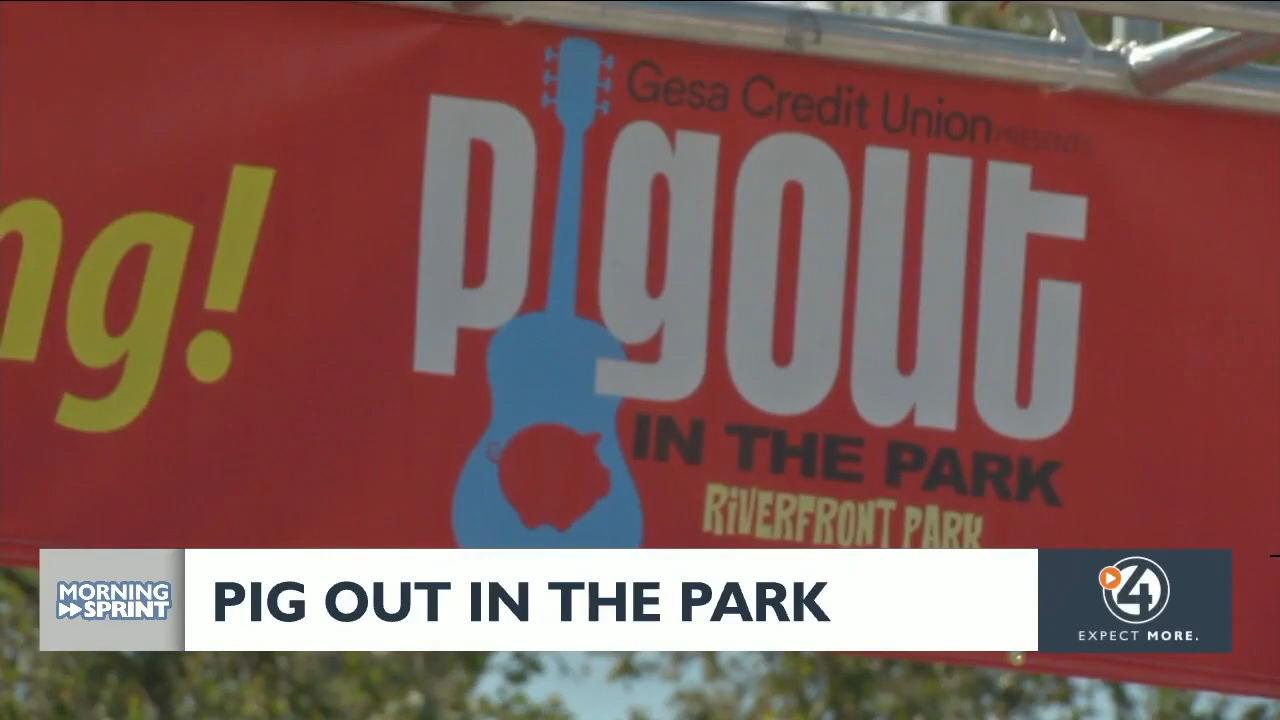 ng!
Gesa Credit Union PRESENTS
pigout
IN THE PARK
RiVERFRONT PARK
MORNING
SPRINT
PIG OUT IN THE PARK
4
EXPECT MORE.